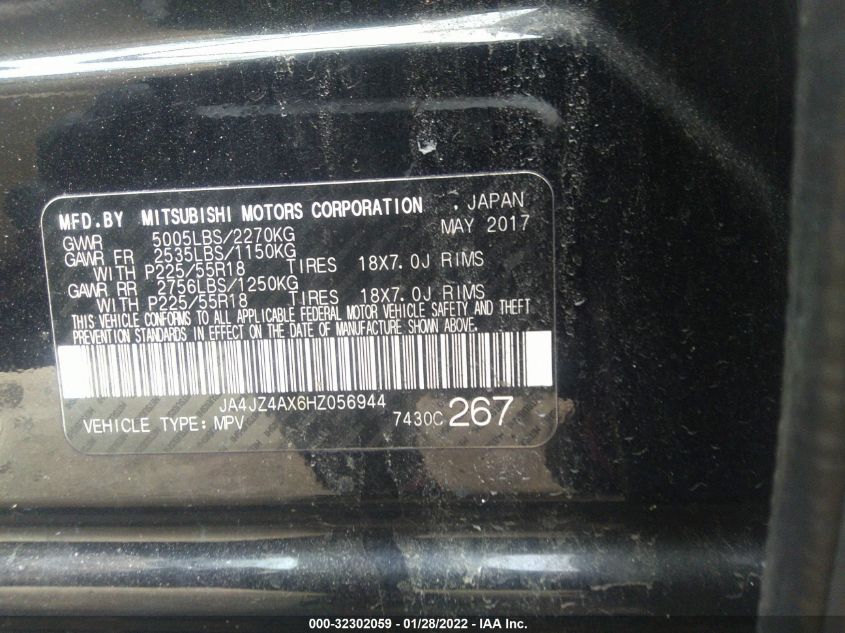 MFD.BY MITSUBISHI MOTORS CORPORATION , JAPAN
GVWR 5005LBS/2270KG MAY 2017
GAWR FR 2535LBS/1150KG
WITH P225/55R18 TIRES 18X7.0J RIMS
GAWR RR 2756LBS/1250KG
WITH P225/55R18 TIRES 18X7.0J RIMS
THIS VEHICLE CONFORMS TO ALL APPLICABLE FEDERAL MOTOR VEHICLE SAFETY AND THEFT
PREVENTION STANDARDS IN EFFECT ON THE DATE OF MANUFACTURE SHOWN ABOVE.
JA4JZ4AX6HZ056944
VEHICLE TYPE: MPV 7430C 267
000-32302059 - 01/28/2022 - IAA Inc.